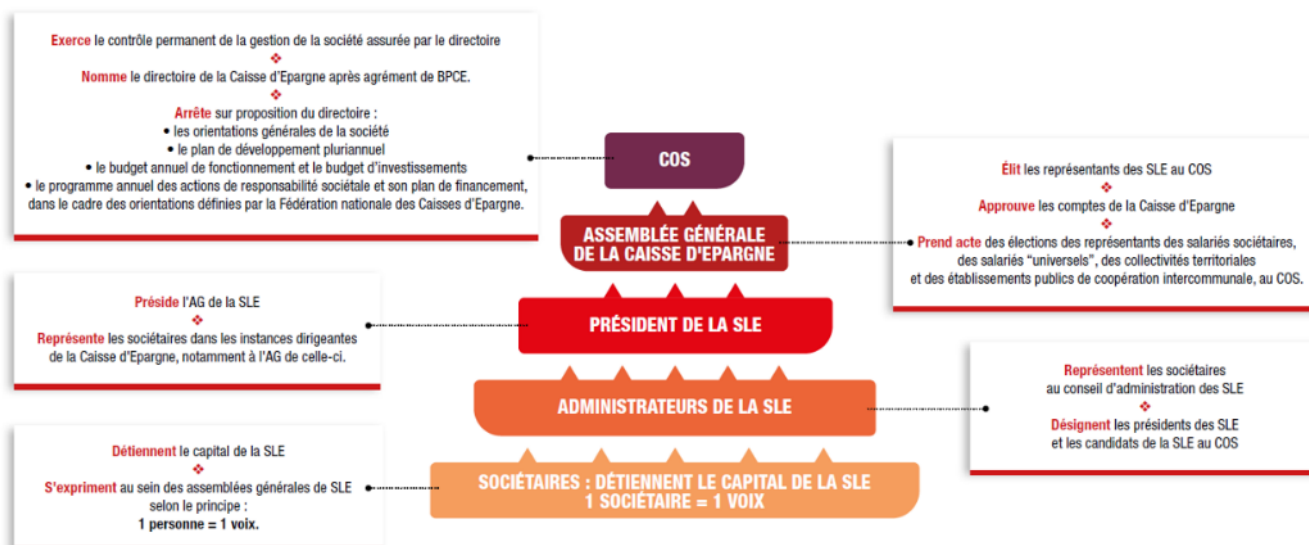 Exerce le contrôle permanent de la gestion de la société assurée par le directoire
Nomme le directoire de la Caisse d'Epargne après agrément de BPCE.
Arrête sur proposition du directoire :
• les orientations générales de la société
• le plan de développement pluriannuel
• le budget annuel de fonctionnement et le budget d'investissements
• le programme annuel des actions de responsabilité sociétale et son plan de financement,
dans le cadre des orientations définies par la Fédération nationale des Caisses d'Epargne.
COS
Élit les représentants des SLE au COS
Approuve les comptes de la Caisse d'Epargne
Prend acte des élections des représentants des salariés sociétaires,
des salariés "universels", des collectivités territoriales
et des établissements publics de coopération intercommunale, au COS.
ASSEMBLÉE GÉNÉRALE
DE LA CAISSE D'EPARGNE
Préside l'AG de la SLE
Représente les sociétaires dans les instances dirigeantes
de la Caisse d'Epargne, notamment à l'AG de celle-ci.
PRÉSIDENT DE LA SLE
Représentent les sociétaires
au conseil d'administration des SLE
Désignent les présidents des SLE
et les candidats de la SLE au COS
ADMINISTRATEURS DE LA SLE
Détiennent le capital de la SLE
S'expriment au sein des assemblées générales de SLE
selon le principe :
1 personne = 1 voix.
SOCIÉTAIRES : DÉTIENNENT LE CAPITAL DE LA SLE
1 SOCIÉTAIRE = 1 VOIX